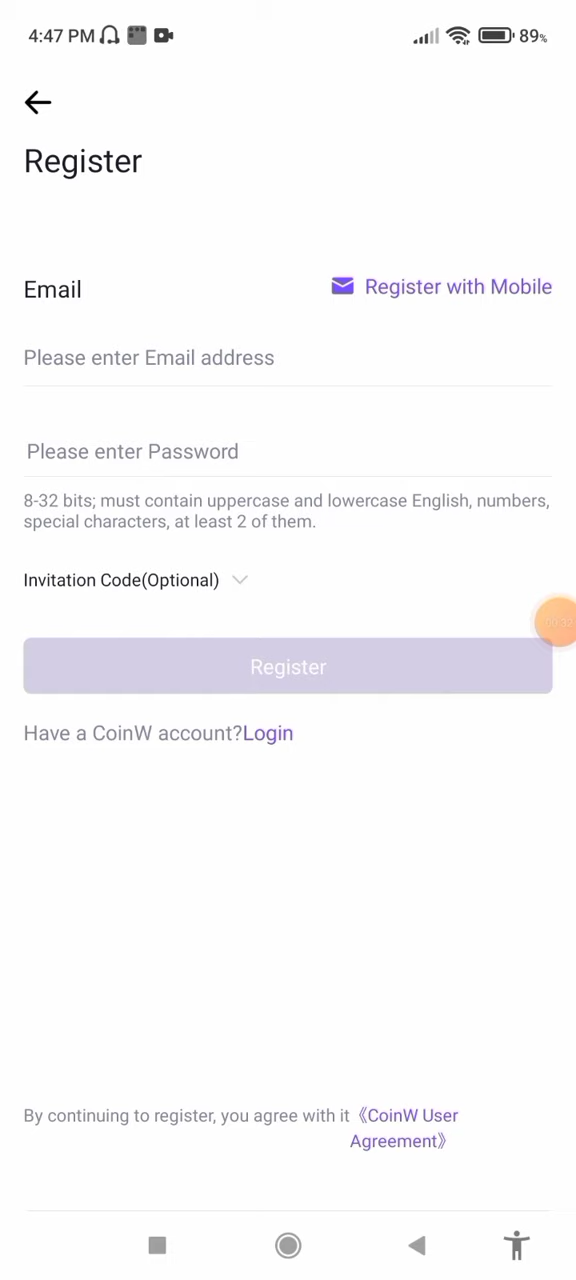 4:47 PM 89%
Register
Email Register with Mobile
Please enter Email address
Please enter Password
8-32 bits; must contain uppercase and lowercase English, numbers,
special characters, at least 2 of them.
Invitation Code(Optional)
00:32
Register
Have a CoinW account?Login
By continuing to register, you agree with it 《CoinW User
Agreement》